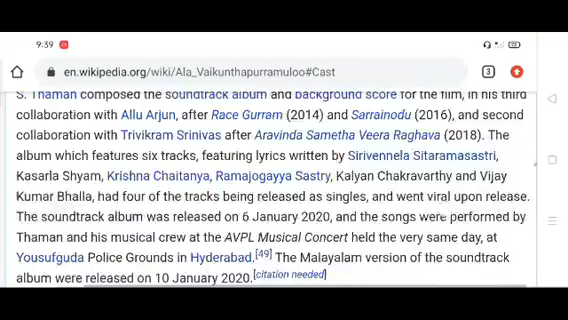 9:39
en.wikipedia.org/wiki/Ala_Vaikunthapurramuloo#Cast
3
S. Thaman composed the soundtrack album and background score for the film, in his third
collaboration with Allu Arjun, after Race Gurram (2014) and Sarrainodu (2016), and second
collaboration with Trivikram Srinivas after Aravinda Sametha Veera Raghava (2018). The
album which features six tracks, featuring lyrics written by Sirivennela Sitaramasastri,
Kasarla Shyam, Krishna Chaitanya, Ramajogayya Sastry, Kalyan Chakravarthy and Vijay
Kumar Bhalla, had four of the tracks being released as singles, and went viral upon release.
The soundtrack album was released on 6 January 2020, and the songs were performed by
Thaman and his musical crew at the AVPL Musical Concert held the very same day, at
Yousufguda Police Grounds in Hyderabad.[49] The Malayalam version of the soundtrack
album were released on 10 January 2020.[citation needed]